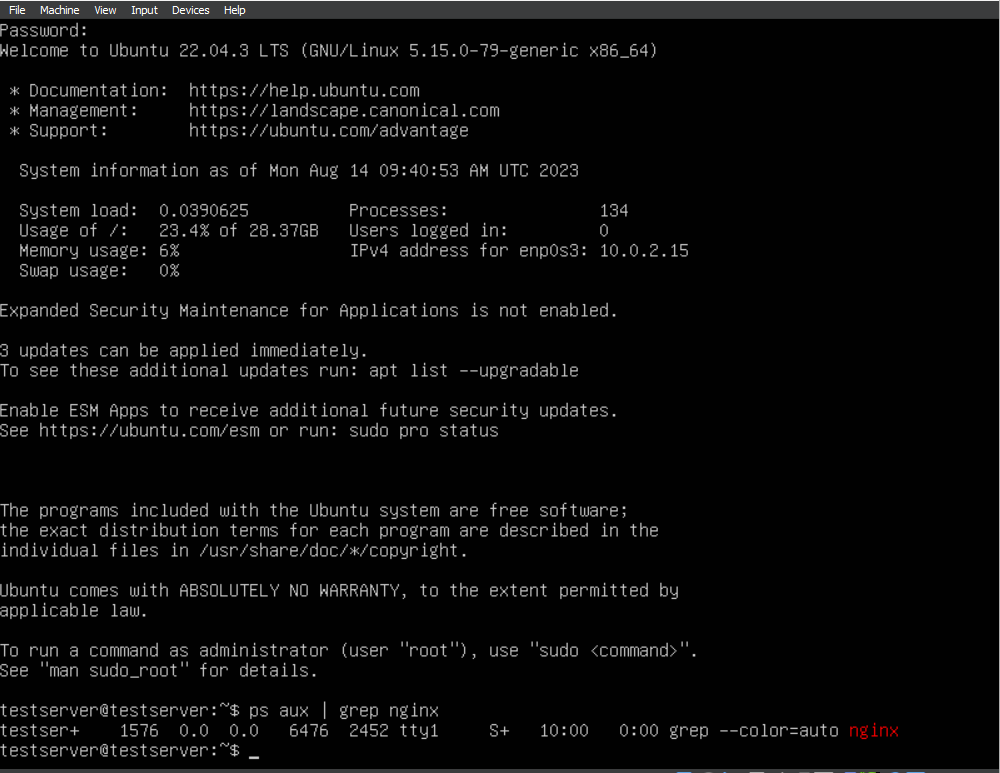 File Machine View Input Devices Help
Password:
Welcome to Ubuntu 22.04.3 LTS (GNU/Linux 5.15.0-79-generic x86_64)
* Documentation: https://help.ubuntu.com
* Management: https://landscape.canonical.com
* Support: https://ubuntu.com/advantage
System information as of Mon Aug 14 09:40:53 AM UTC 2023
System load: 0.0390625 Processes: 134
Usage of /: 23.4% of 28.37GB Users logged in: 0
Memory usage: 6% IPv4 address for enp0s3: 10.0.2.15
Swap usage: 0%
Expanded Security Maintenance for Applications is not enabled.
3 updates can be applied immediately.
To see these additional updates run: apt list --upgradable
Enable ESM Apps to receive additional future security updates.
See https://ubuntu.com/esm or run: sudo pro status
The programs included with the Ubuntu system are free software;
the exact distribution terms for each program are described in the
individual files in /usr/share/doc/*/copyright.
Ubuntu comes with ABSOLUTELY NO WARRANTY, to the extent permitted by
applicable law.
To run a command as administrator (user "root"), use "sudo <command>".
See "man sudo_root" for details.
testserver@testserver:~$ ps aux | grep nginx
testser+ 1576 0.0 0.0 6476 2452 tty1 S+ 10:00 0:00 grep --color=auto nginx
testserver@testserver:~$ _